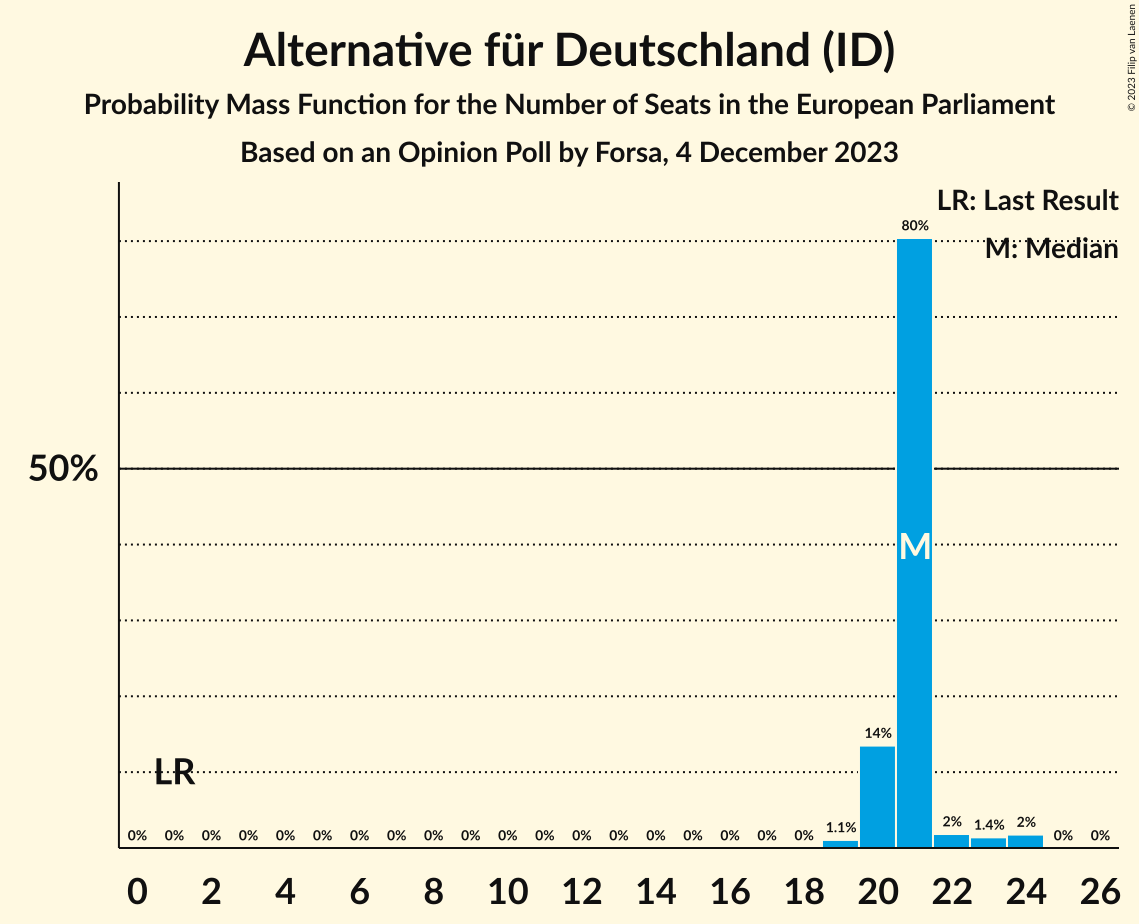 Alternative für Deutschland (ID)
Probability Mass Function for the Number of Seats in the European Parliament
Based on an Opinion Poll by Forsa, 4 December 2023
© 2023 Filip van Laenen
LR: Last Result
M: Median
80%
50%
M
14%
LR
0% 0% 0% 0% 0% 0% 0% 0% 0% 0% 0% 0% 0% 0% 0% 0% 0% 0% 0% 1.1% 2% 1.4% 2% 0% 0%
0 2 4 6 8 10 12 14 16 18 20 22 24 26